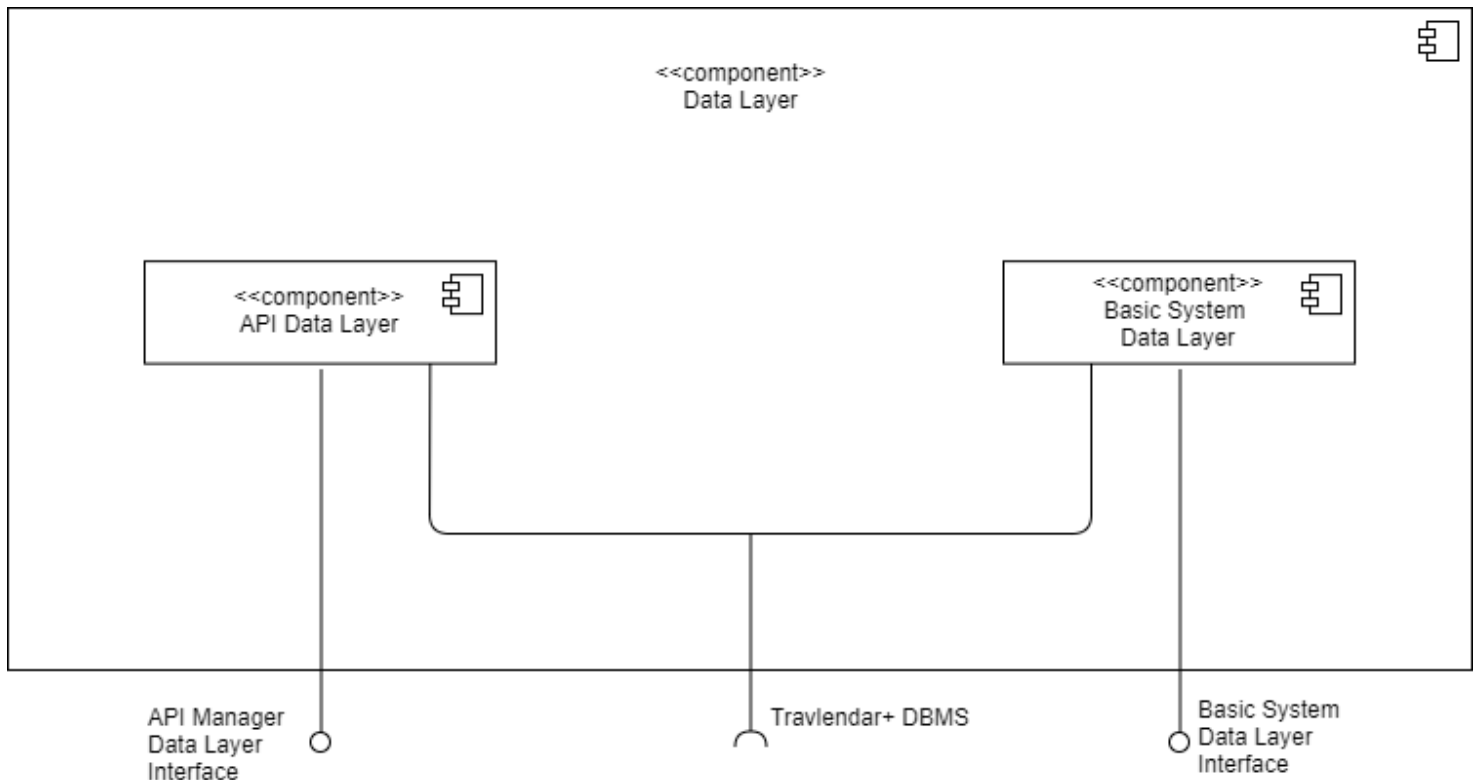 <<component>>
Data Layer
<<component>>
API Data Layer
<<component>>
Basic System
Data Layer
API Manager
Data Layer
Interface
Travlendar+ DBMS
Basic System
Data Layer
Interface